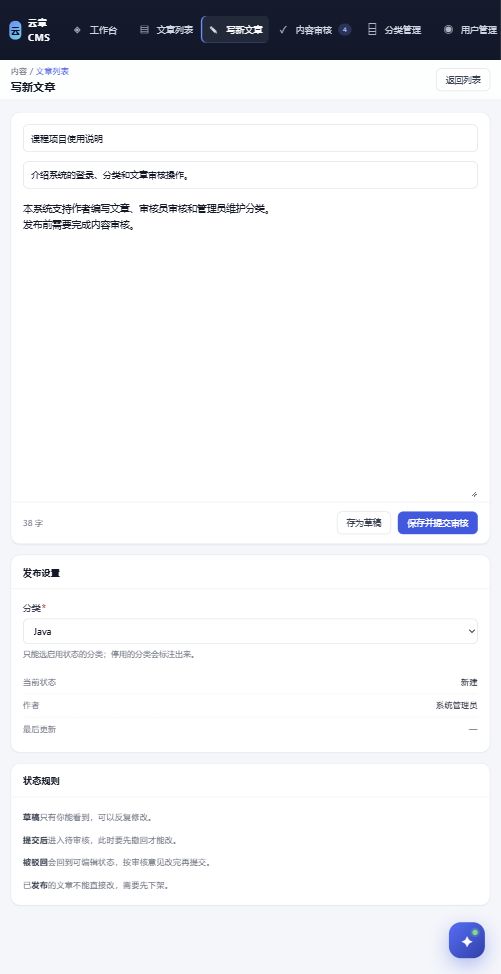 云章
CMS
工作台
文章列表
写新文章
内容审核 4
分类管理
用户管理
内容 / 文章列表
写新文章
返回列表
课程项目使用说明
介绍系统的登录、分类和文章审核操作。
本系统支持作者编写文章、审核员审核和管理员维护分类。
发布前需要完成内容审核。
38 字
存为草稿
保存并提交审核
发布设置
分类*
Java
只能选启用状态的分类；停用的分类会标注出来。
当前状态 新建
作者 系统管理员
最后更新 —
状态规则
草稿只有你能看到，可以反复修改。
提交后进入待审核，此时要先撤回才能改。
被驳回会回到可编辑状态，按审核意见改完再提交。
已发布的文章不能直接改，需要先下架。